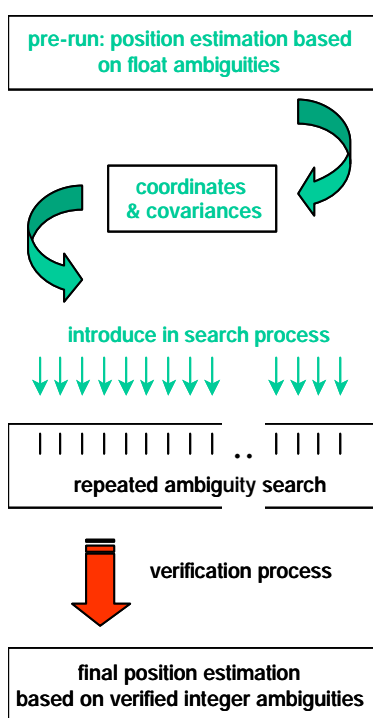 pre-run: position estimation based
on float ambiguities
coordinates
& covariances
introduce in search process
..
repeated ambiguity search
verification process
final position estimation
based on verified integer ambiguities